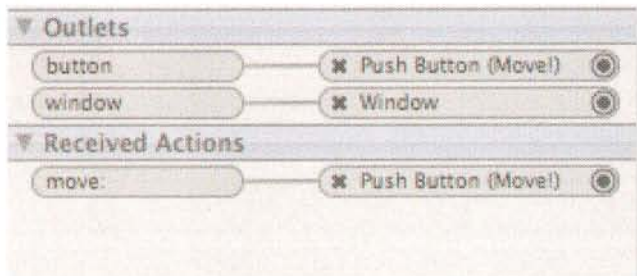 Outlets
button Push Button (Move!)
window Window
Received Actions
move: Push Button (Move!)